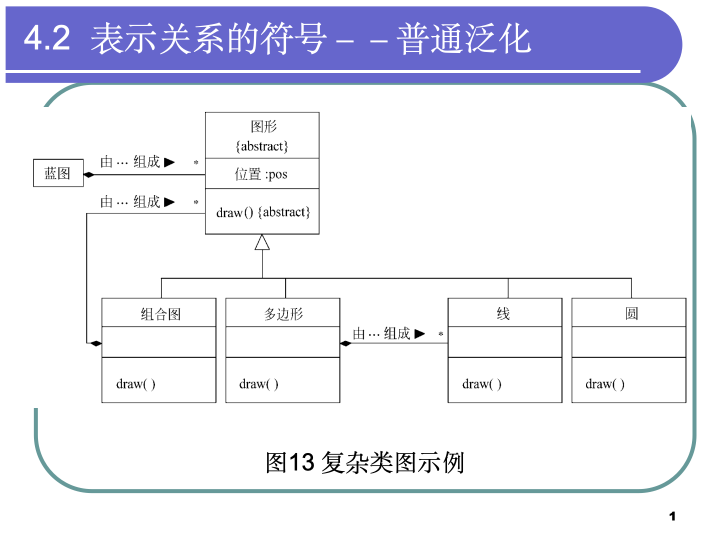 4.2 表示关系的符号－－普通泛化
图形
{abstract}
位置:pos
draw() {abstract}
蓝图
由…组成▶ *
由…组成▶ *
组合图
draw( )
多边形
draw( )
由…组成▶ *
线
draw( )
圆
draw( )
图13 复杂类图示例
1